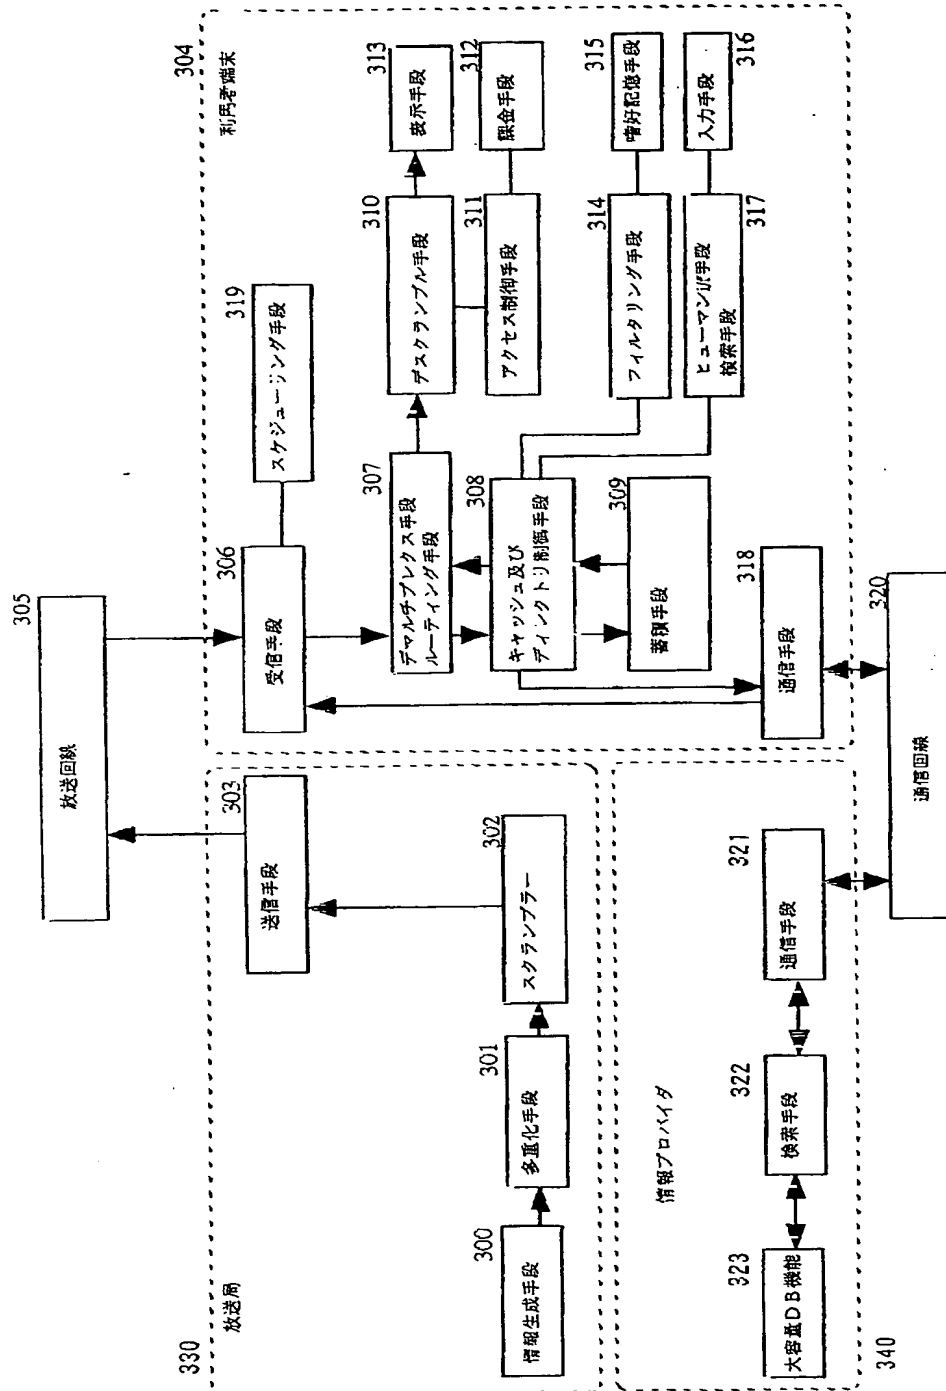 330
放送局
300
情報生成手段
301
多重化手段
302
スクランブラー
303
送信手段
305
放送回線
304
利用者端末
306
受信手段
319
スケジューリング手段
307
デマルチプレクス手段
ルーティング手段
310
デスクランブル手段
313
表示手段
311
アクセス制御手段
312
課金手段
308
キャッシュ及び
ディレクトリ制御手段
309
蓄積手段
314
フィルタリング手段
315
嗜好記憶手段
317
ヒューマンi/f手段
検索手段
316
入力手段
318
通信手段
320
通信回線
340
情報プロバイダ
323
大容量DB機能
322
検索手段
321
通信手段